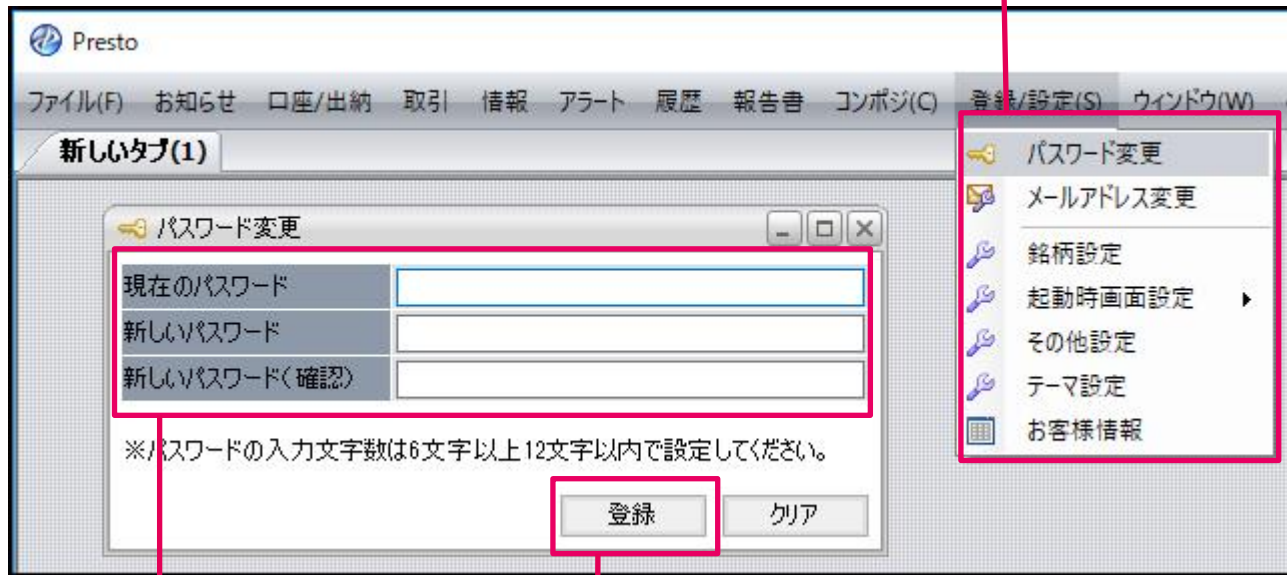 Presto
ファイル(F) お知らせ 口座/出納 取引 情報 アラート 履歴 報告書 コンポジ(C) 登録/設定(S) ウィンドウ(W)
新しいタブ(1)
パスワード変更
メールアドレス変更
銘柄設定
起動時画面設定
その他設定
テーマ設定
お客様情報
パスワード変更
現在のパスワード
新しいパスワード
新しいパスワード(確認)
※パスワードの入力文字数は6文字以上12文字以内で設定してください。
登録 クリア